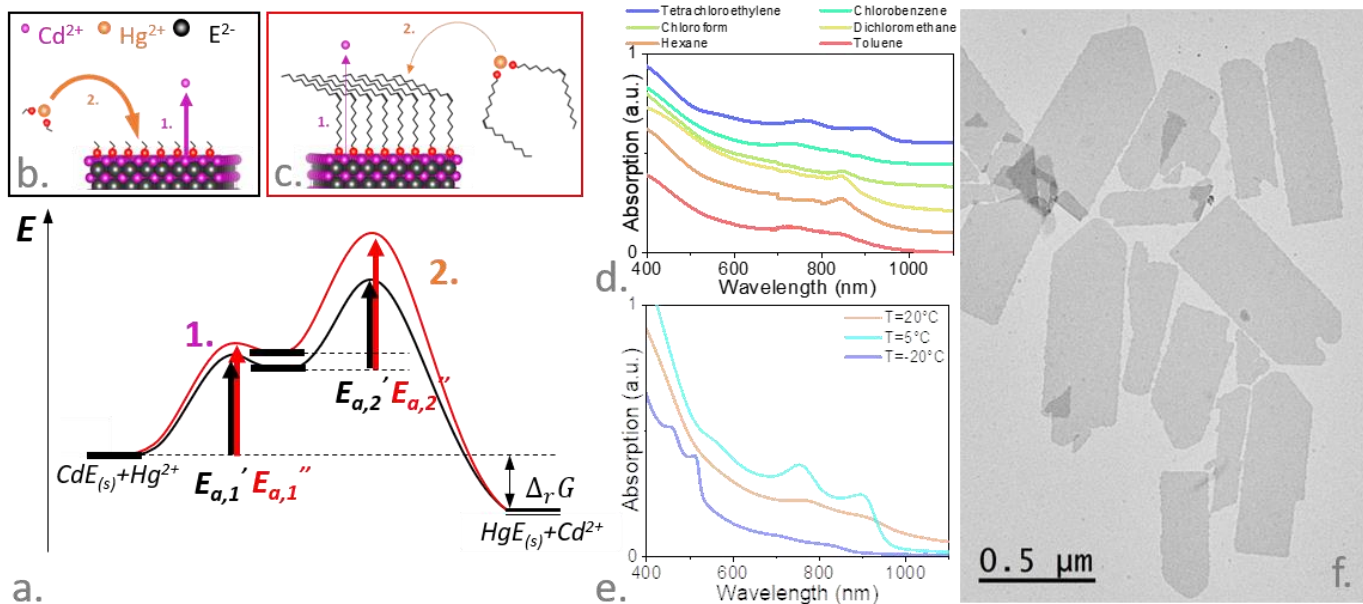 Cd2+ Hg2+ E2-
2.
1.
b.
2.
1.
c.
E
1.
2.
Ea,1′ Ea,1″
Ea,2′ Ea,2″
CdE(s)+Hg2+
ΔrG
HgE(s)+Cd2+
a.
Tetrachloroethylene
Chlorobenzene
Chloroform
Dichloromethane
Hexane
Toluene
1
Absorption (a.u.)
0
400 600 800 1000
Wavelength (nm)
d.
1
T=20°C
T=5°C
T=-20°C
Absorption (a.u.)
0
400 600 800 1000
Wavelength (nm)
e.
0.5 µm
f.